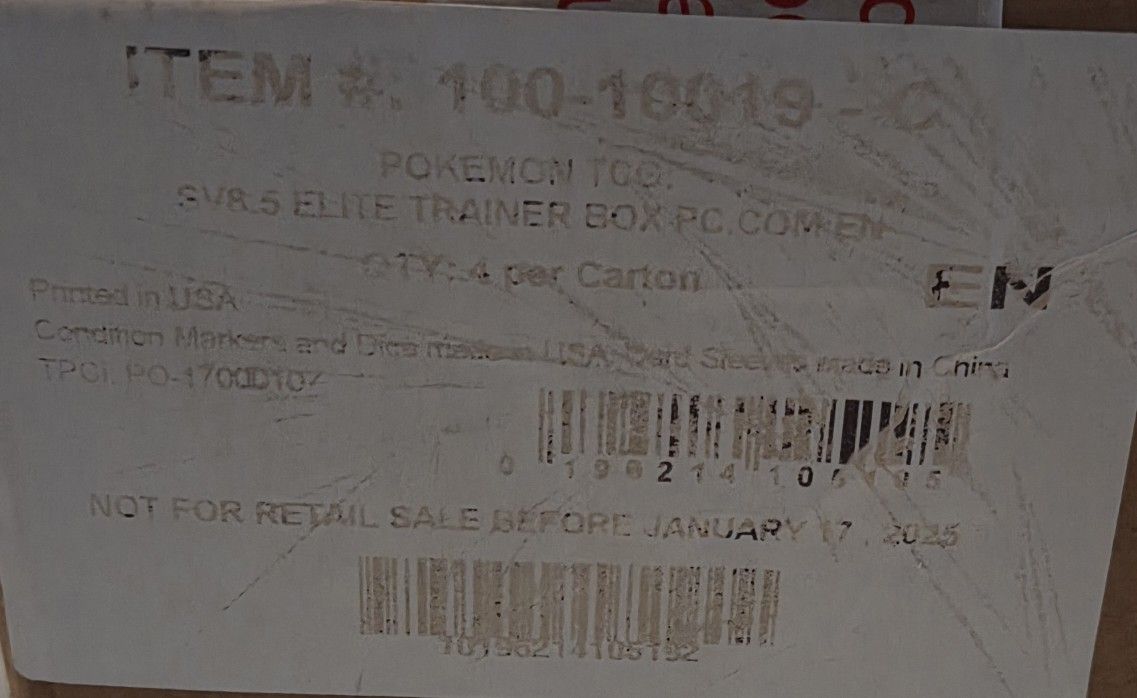 ITEM #: 100-10019 - C
POKEMON TCG:
SV8.5 ELITE TRAINER BOX PC.COM EN
QTY: 4 per Carton
EN
Printed in USA
Condition Markers and Dice made in USA; Card Sleeves made in China
TPCi PO-
0 196214 105195
NOT FOR RETAIL SALE BEFORE JANUARY 17, 2025
10196214105192